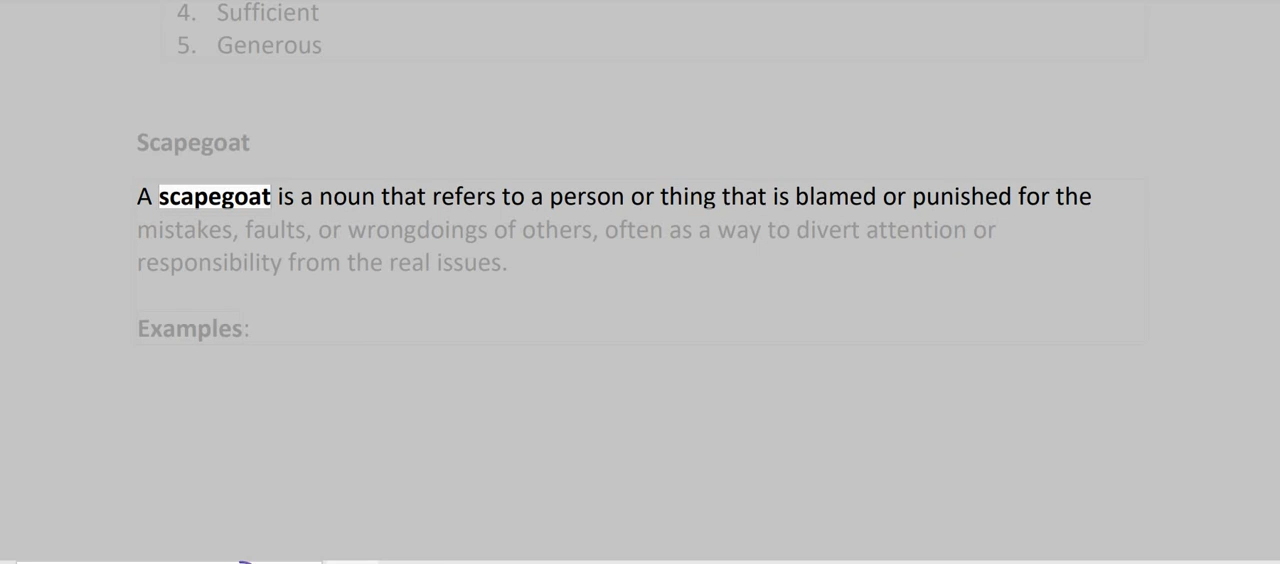 4. Sufficient
5. Generous
Scapegoat
A scapegoat is a noun that refers to a person or thing that is blamed or punished for the
mistakes, faults, or wrongdoings of others, often as a way to divert attention or
responsibility from the real issues.
Examples: